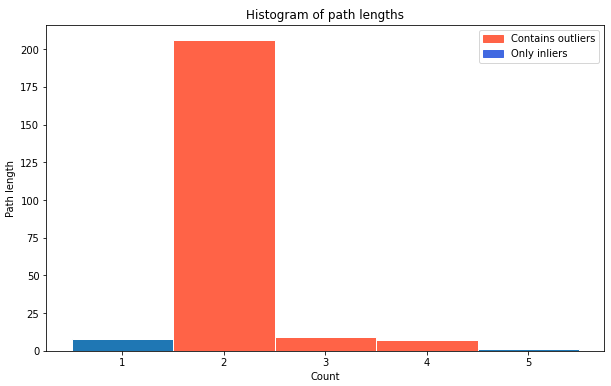 Histogram of path lengths
Contains outliers
Only inliers
200
175
150
125
100
75
50
25
0
Path length
1 2 3 4 5
Count